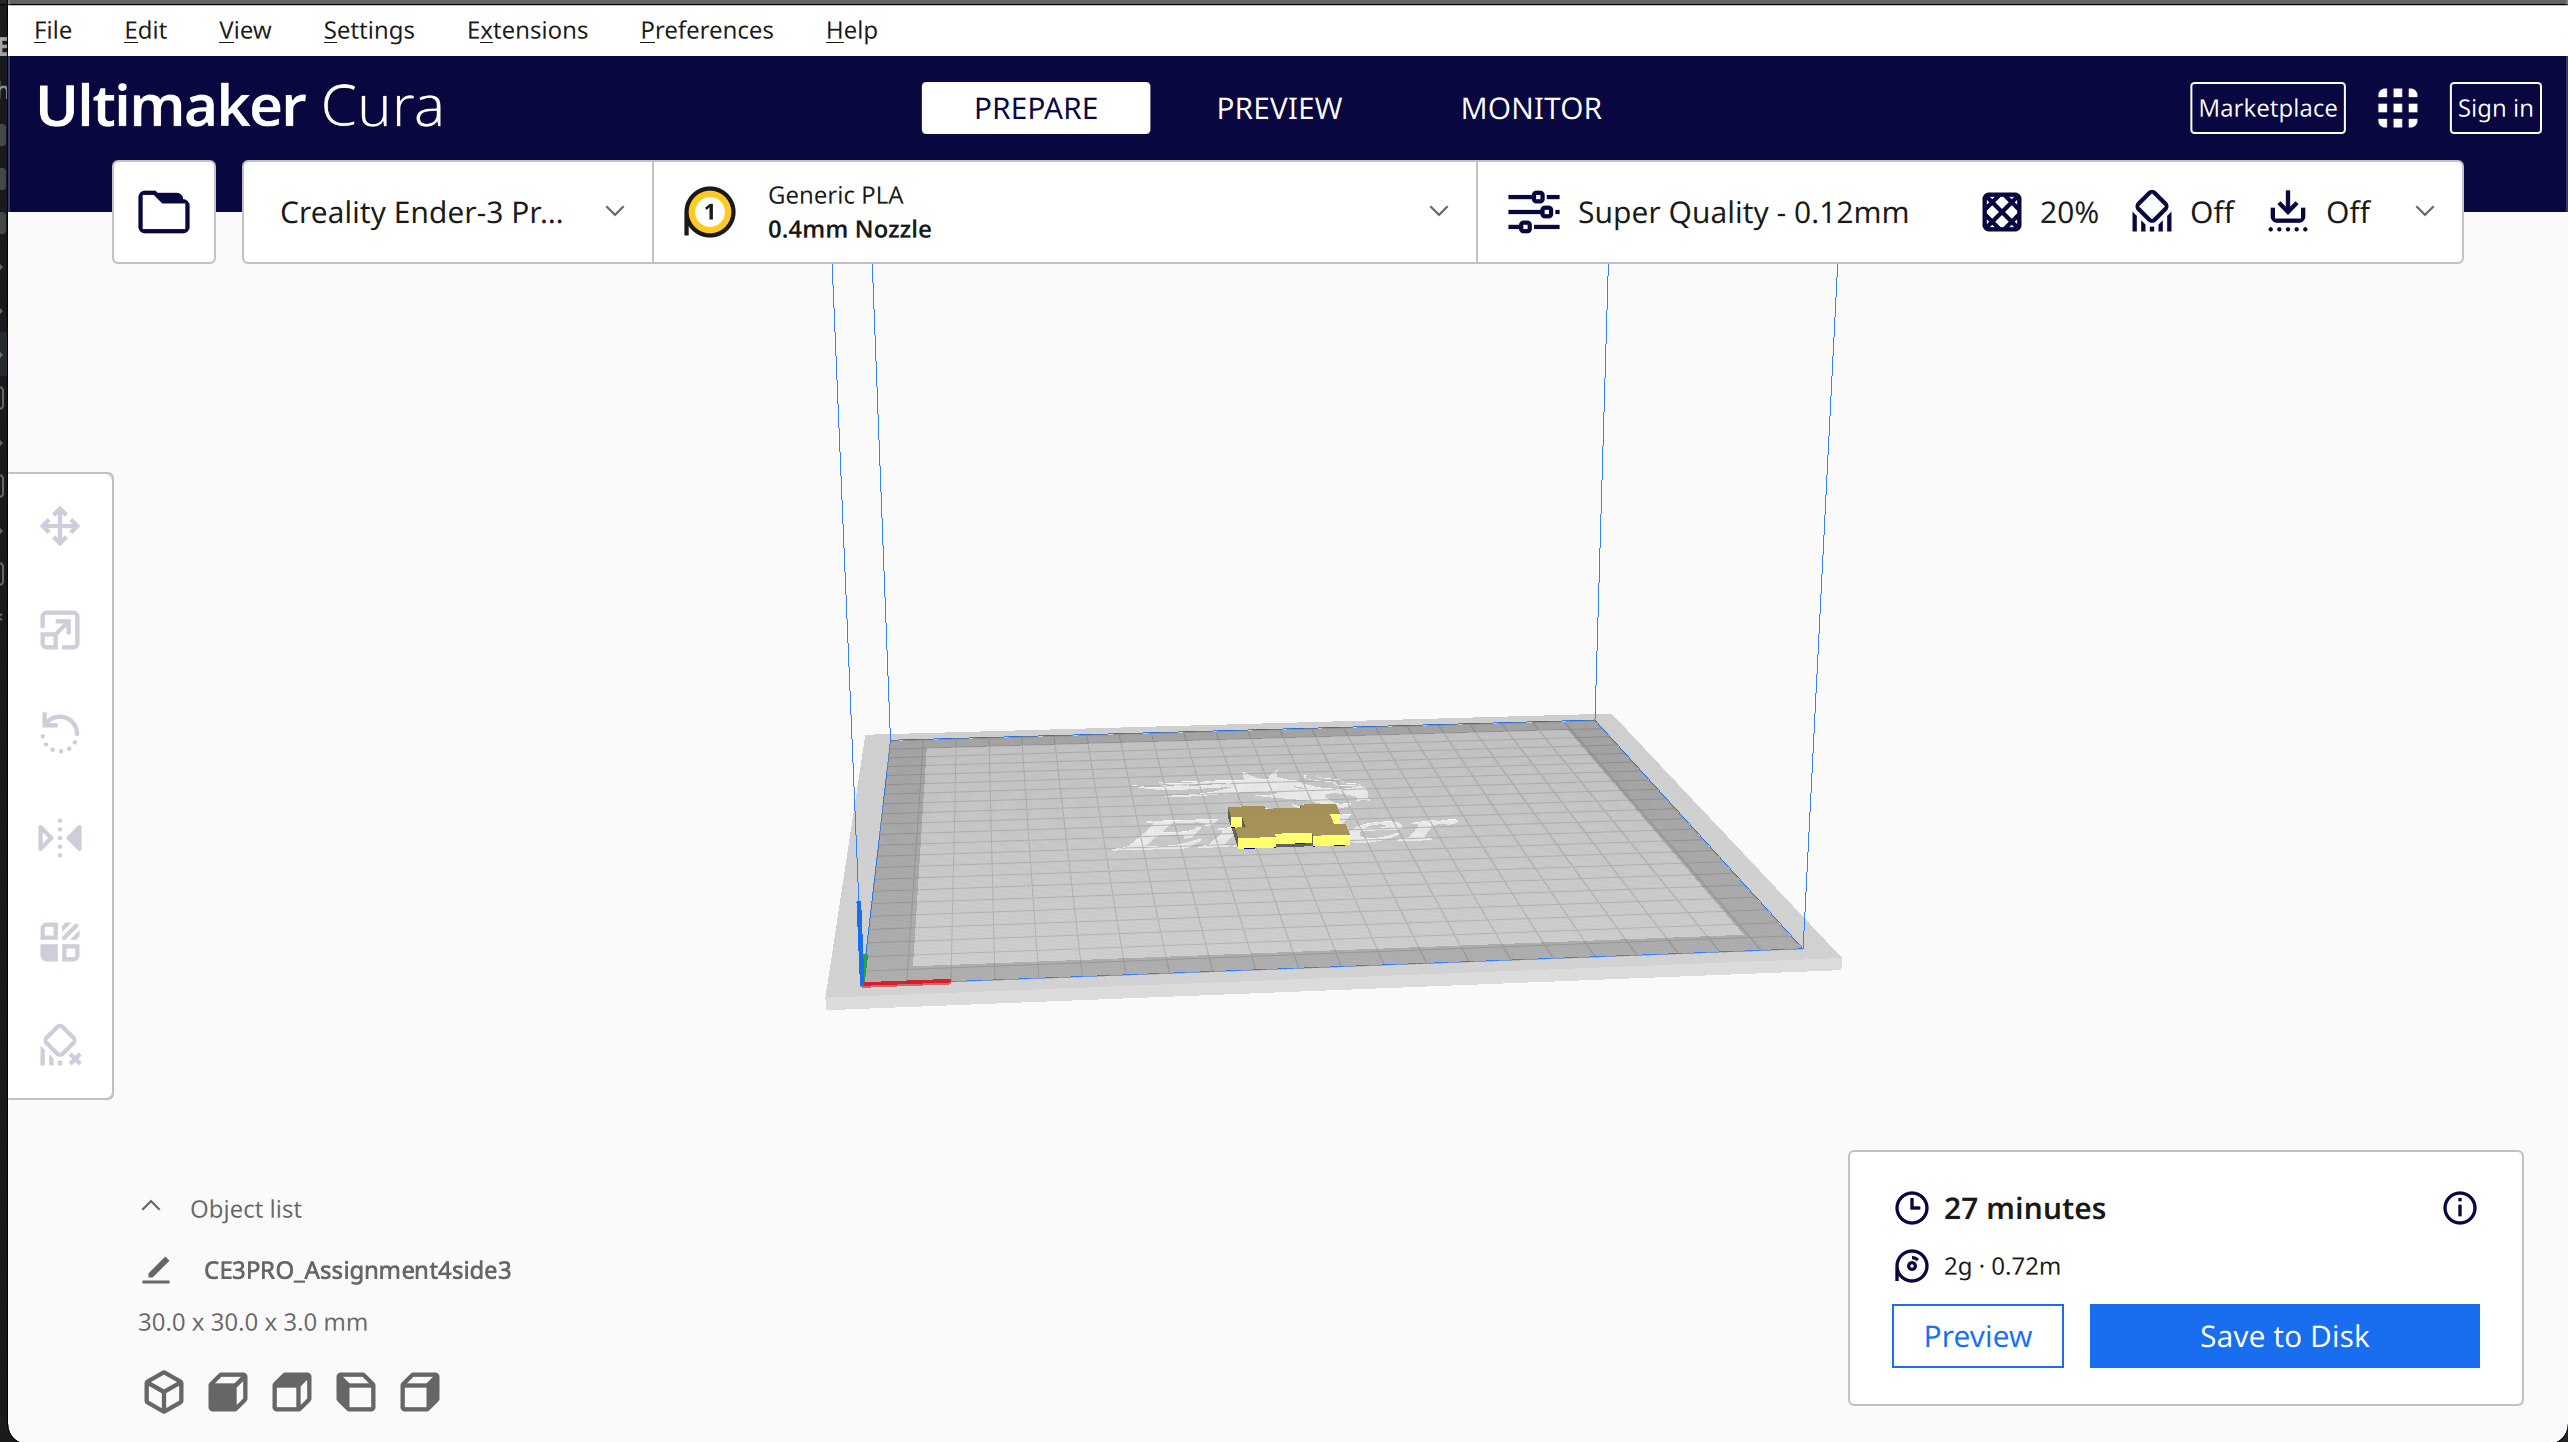 File Edit View Settings Extensions Preferences Help
Ultimaker Cura PREPARE PREVIEW MONITOR Marketplace Sign in
Creality Ender-3 Pr... 1 Generic PLA
0.4mm Nozzle
Super Quality - 0.12mm 20% Off Off
Object list
CE3PRO_Assignment4side3
30.0 x 30.0 x 3.0 mm
27 minutes
2g · 0.72m
Preview Save to Disk